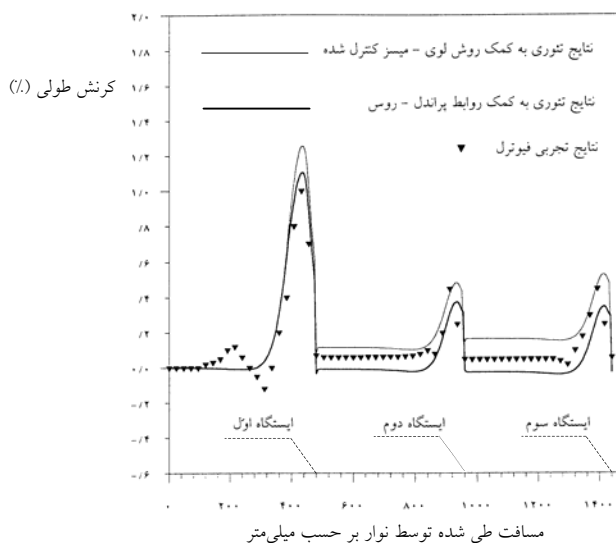 ۲/۰
۱/۸
نتایج تئوری به کمک روش لوی - میسز کنترل شده
۱/۶
کرنش طولی (٪)
نتایج تئوری به کمک روابط پراندل - روس
۱/۴
نتایج تجربی فیوترل
۱/۲
۱/۰
/۸
/۶
/۴
/۲
۰/۰
-/۲
ایستگاه اوّل
ایستگاه دوم
ایستگاه سوم
-/۴
-/۶
۰ ۲۰۰ ۴۰۰ ۶۰۰ ۸۰۰ ۱۰۰۰ ۱۲۰۰ ۱۴۰۰
مسافت طی شده توسط نوار بر حسب میلی‌متر